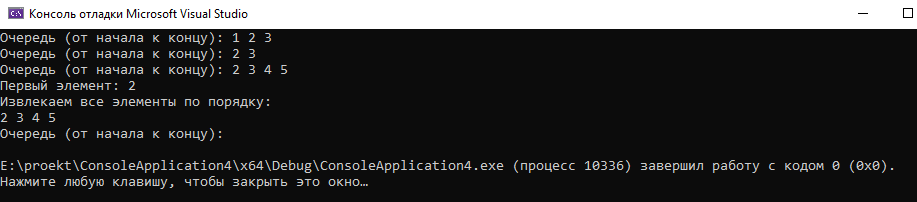 Консоль отладки Microsoft Visual Studio
Очередь (от начала к концу): 1 2 3
Очередь (от начала к концу): 2 3
Очередь (от начала к концу): 2 3 4 5
Первый элемент: 2
Извлекаем все элементы по порядку:
2 3 4 5
Очередь (от начала к концу):
E:\proekt\ConsoleApplication4\x64\Debug\ConsoleApplication4.exe (процесс 10336) завершил работу с кодом 0 (0x0).
Нажмите любую клавишу, чтобы закрыть это окно…